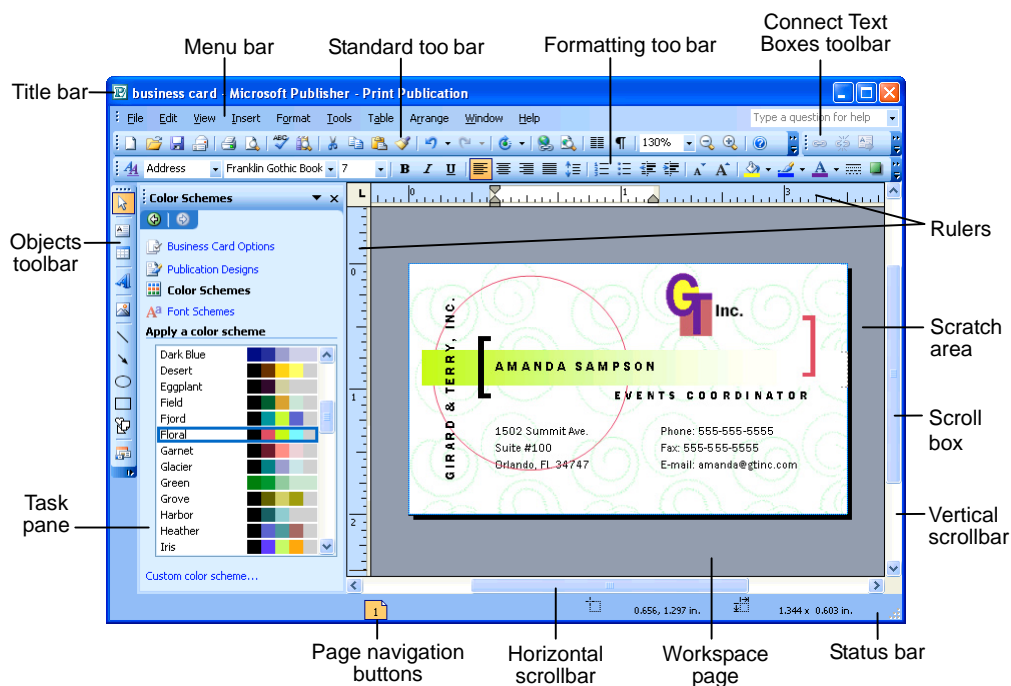 Connect Text
Boxes toolbar
Menu bar
Standard too bar
Formatting too bar
Title bar
business card - Microsoft Publisher - Print Publication
File Edit View Insert Format Tools Table Arrange Window Help
Type a question for help
130%
Address
Franklin Gothic Book
7
B I U
Color Schemes
Business Card Options
Publication Designs
Color Schemes
Font Schemes
Apply a color scheme
Dark Blue
Desert
Eggplant
Field
Fjord
Floral
Garnet
Glacier
Green
Grove
Harbor
Heather
Iris
Custom color scheme...
L
0 1 3
0
1
2
GIRARD & TERRY, INC.
GT
Inc.
AMANDA SAMPSON
EVENTS COORDINATOR
1502 Summit Ave.
Suite #100
Orlando, FL 34747
Phone: 555-555-5555
Fax: 555-555-5555
E-mail: amanda@gtinc.com
1
0.656, 1.297 in.
1.344 x 0.603 in.
Objects
toolbar
Task
pane
Rulers
Scratch
area
Scroll
box
Vertical
scrollbar
Page navigation
buttons
Horizontal
scrollbar
Workspace
page
Status bar